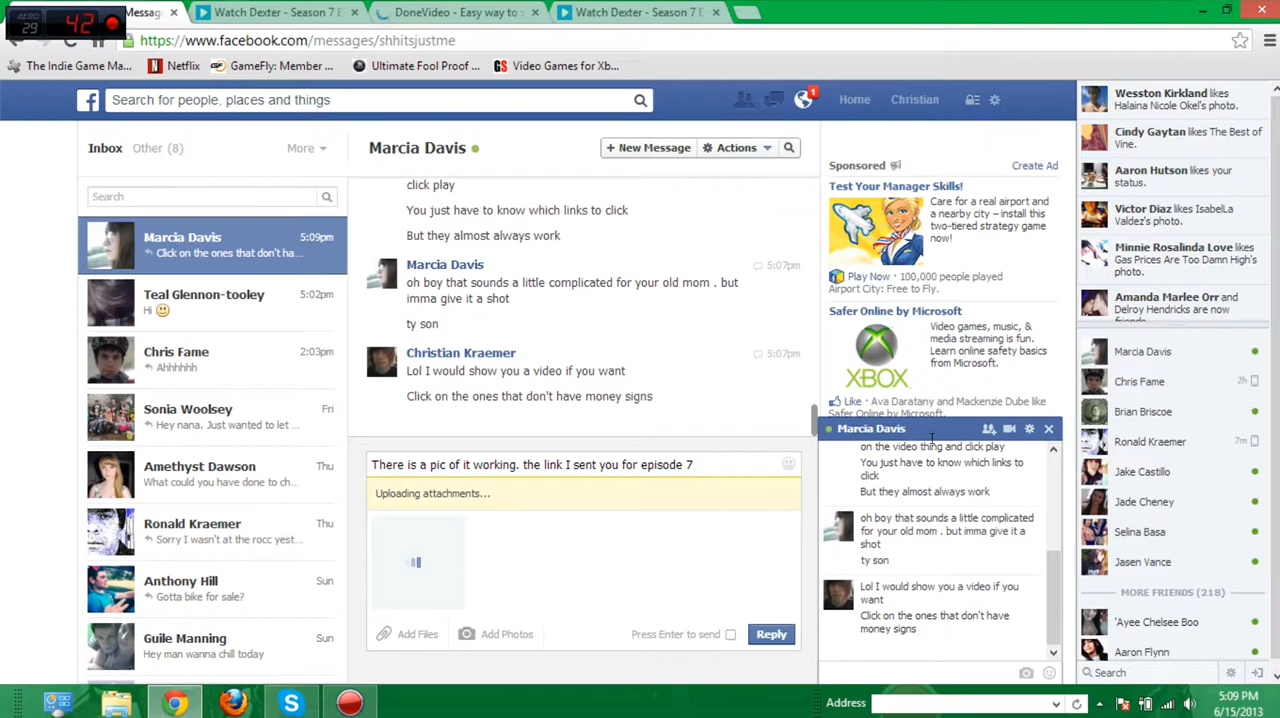 AERO
29
42
Messag
Watch Dexter - Season 7 E
DoneVideo - Easy way to
Watch Dexter - Season 7 E
https://www.facebook.com/messages/shhitsjustme
The Indie Game Ma...
Netflix
GameFly: Member ...
Ultimate Fool Proof ...
Video Games for Xb...
Search for people, places and things
1
Home
Christian
Inbox
Other (8)
More
Search
Marcia Davis
5:09pm
Click on the ones that don't ha...
Teal Glennon-tooley
5:02pm
Hi
Chris Fame
2:03pm
Ahhhhhh
Sonia Woolsey
Fri
Hey nana. Just wanted to let ...
Amethyst Dawson
Thu
What could you have done to ch...
Ronald Kraemer
Thu
Sorry I wasn't at the rocc yest...
Anthony Hill
Sun
Gotta bike for sale?
Guile Manning
Sun
Hey man wanna chill today
Marcia Davis
+ New Message
Actions
click play
You just have to know which links to click
But they almost always work
Marcia Davis
5:07pm
oh boy that sounds a little complicated for your old mom . but
imma give it a shot
ty son
Christian Kraemer
5:07pm
Lol I would show you a video if you want
Click on the ones that don't have money signs
There is a pic of it working. the link I sent you for episode 7
Uploading attachments...
Add Files
Add Photos
Press Enter to send
Reply
Sponsored
Create Ad
Test Your Manager Skills!
Care for a real airport and
a nearby city – install this
two-tiered strategy game
now!
Play Now · 100,000 people played
Airport City: Free to Fly.
Safer Online by Microsoft
Video games, music, &
media streaming is fun.
Learn online safety basics
from Microsoft.
XBOX
Like · Ava Daratany and Mackenzie Dube like
Safer Online by Microsoft.
Marcia Davis
on the video thing and click play
You just have to know which links to
click
But they almost always work
oh boy that sounds a little complicated
for your old mom . but imma give it a
shot
ty son
Lol I would show you a video if you
want
Click on the ones that don't have
money signs
Wesston Kirkland likes
Halaina Nicole Okel's photo.
Cindy Gaytan likes The Best of
Vine.
Aaron Hutson likes your
status.
Victor Diaz likes IsabelLa
Valdez's photo.
Minnie Rosalinda Love likes
Gas Prices Are Too Damn High's
photo.
Amanda Marlee Orr and
Delroy Hendricks are now
friends.
Marcia Davis
Chris Fame
2h
Brian Briscoe
Ronald Kraemer
7m
Jake Castillo
Jade Cheney
Selina Basa
Jasen Vance
MORE FRIENDS (218)
'Ayee Chelsee Boo
Aaron Flynn
Search
Address
5:09 PM
6/15/2013